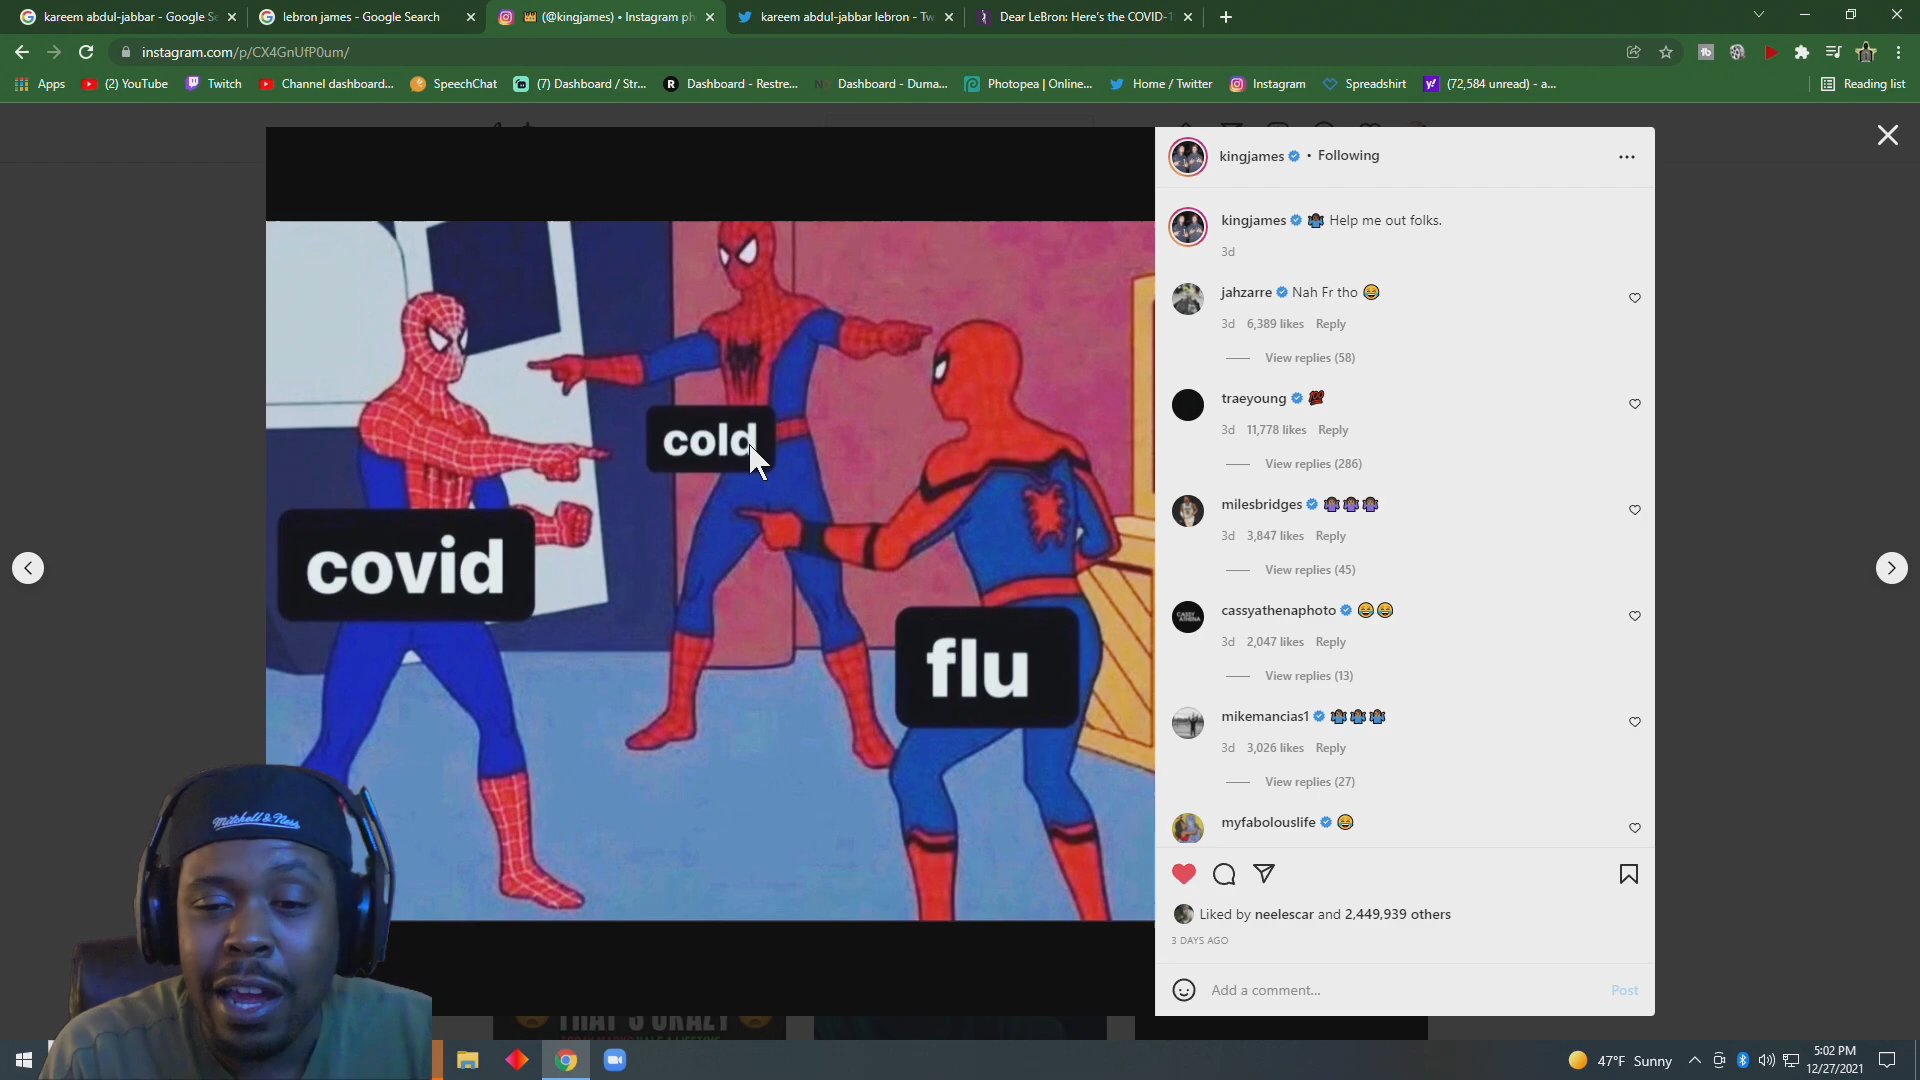 kareem abdul-jabbar - Google Se
lebron james - Google Search
(@kingjames) • Instagram ph
kareem abdul-jabbar lebron - Tw
Dear LeBron: Here's the COVID-1
instagram.com/p/CX4GnUfP0um/
Apps
(2) YouTube
Twitch
Channel dashboard...
SpeechChat
(7) Dashboard / Str...
Dashboard - Restre...
Dashboard - Duma...
Photopea | Online...
Home / Twitter
Instagram
Spreadshirt
(72,584 unread) - a...
Reading list
cold
covid
flu
Mitchell & Ness
kingjames • Following
kingjames 🤷🏾‍♂️ Help me out folks.
3d
jahzarre Nah Fr tho 😂
3d 6,389 likes Reply
View replies (58)
traeyoung 💯
3d 11,778 likes Reply
View replies (286)
milesbridges 🤷🏾‍♀️🤷🏾‍♀️🤷🏾‍♀️
3d 3,847 likes Reply
View replies (45)
cassyathenaphoto 😂😂
3d 2,047 likes Reply
View replies (13)
mikemancias1 🤷🏽‍♂️🤷🏽‍♂️🤷🏽‍♂️
3d 3,026 likes Reply
View replies (27)
myfabolouslife 😂
Liked by neelescar and 2,449,939 others
3 DAYS AGO
Add a comment...
Post
THAT'S CRAZY
47°F Sunny
5:02 PM
12/27/2021